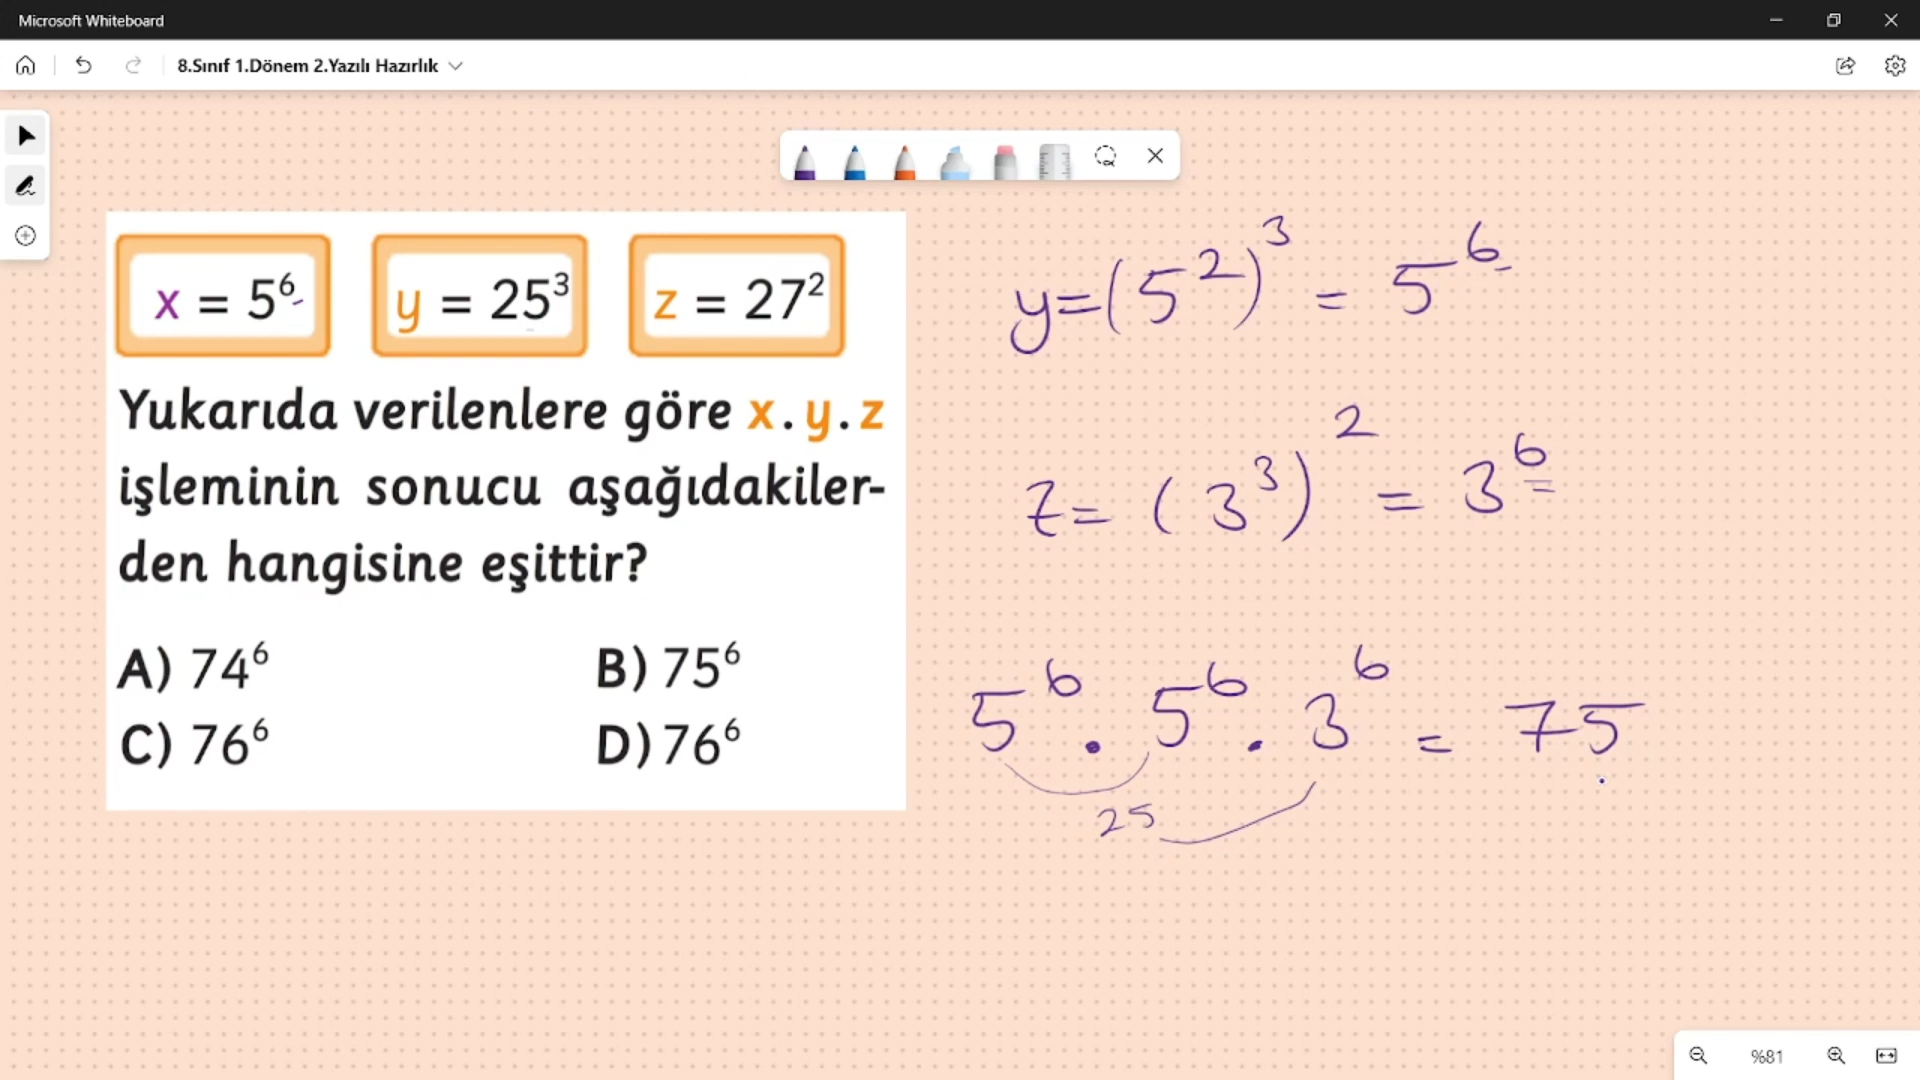 Microsoft Whiteboard
8.Sınıf 1.Dönem 2.Yazılı Hazırlık
x = 5⁶
y = 25³
z = 27²
Yukarıda verilenlere göre x.y.z
işleminin sonucu aşağıdakiler-
den hangisine eşittir?
A) 74⁶
B) 75⁶
C) 76⁶
D) 76⁶
y=(5²)³ = 5⁶
z= (3³)² = 3⁶
5⁶ . 5⁶ . 3⁶ = 75
25
%81